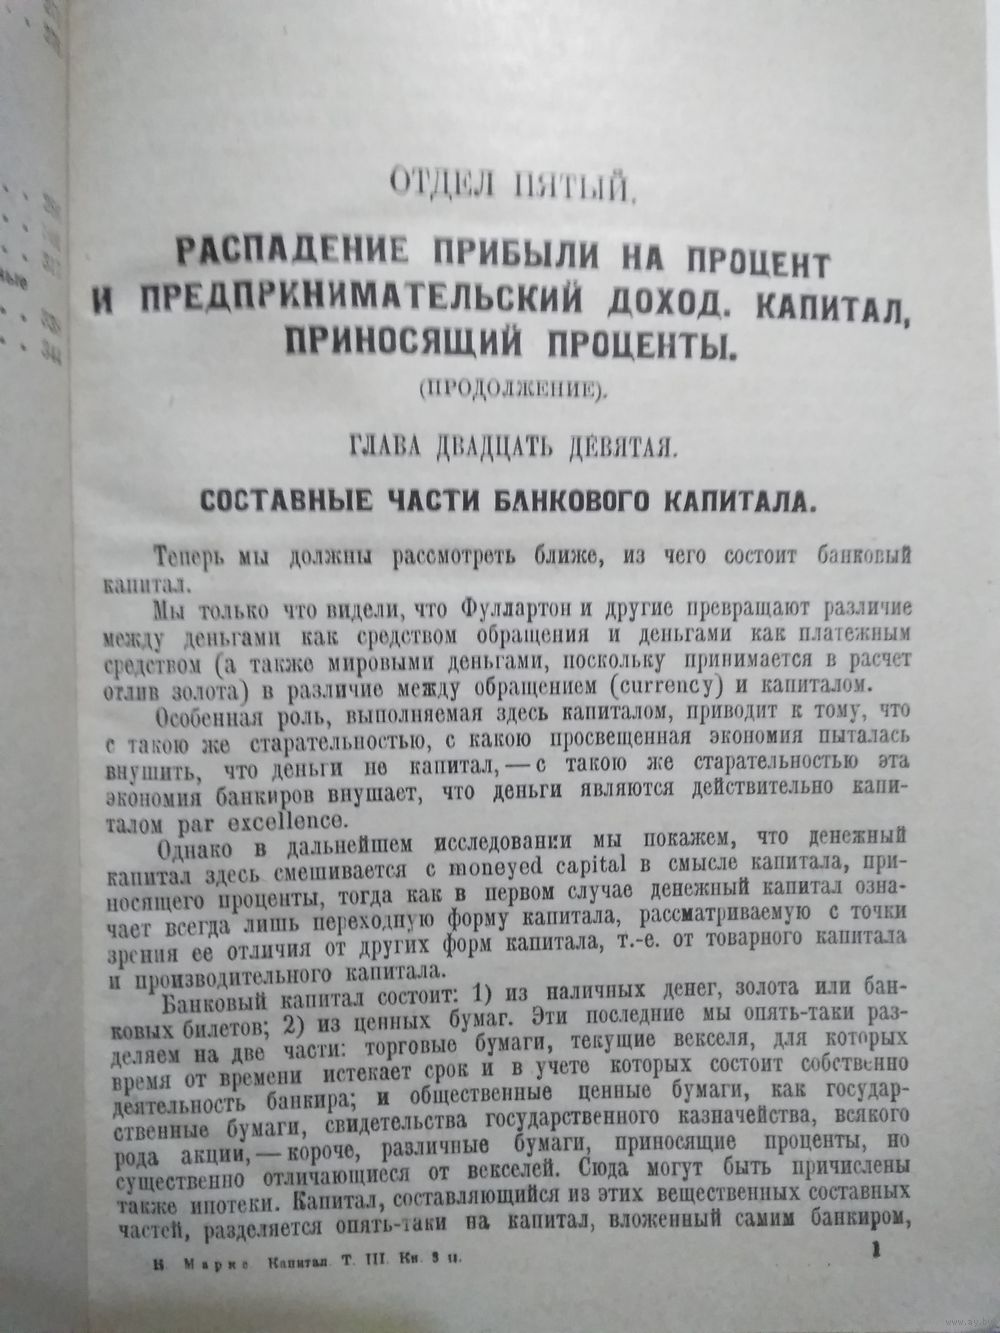 ные
344
ОТДЕЛ ПЯТЫЙ.
РАСПАДЕНИЕ ПРИБЫЛИ НА ПРОЦЕНТ
И ПРЕДПРИНИМАТЕЛЬСКИЙ ДОХОД. КАПИТАЛ,
ПРИНОСЯЩИЙ ПРОЦЕНТЫ.
(ПРОДОЛЖЕНИЕ).
ГЛАВА ДВАДЦАТЬ ДЕВЯТАЯ.
СОСТАВНЫЕ ЧАСТИ БАНКОВОГО КАПИТАЛА.
Теперь мы должны рассмотреть ближе, из чего состоит банковый
капитал.
Мы только что видели, что Фуллартон и другие превращают различие
между деньгами как средством обращения и деньгами как платежным
средством (а также мировыми деньгами, поскольку принимается в расчет
отлив золота) в различие между обращением (currency) и капиталом.
Особенная роль, выполняемая здесь капиталом, приводит к тому, что
с такою же старательностью, с какою просвещенная экономия пыталась
внушить, что деньги не капитал, — с такою же старательностью эта
экономия банкиров внушает, что деньги являются действительно капи-
талом par excellence.
Однако в дальнейшем исследовании мы покажем, что денежный
капитал здесь смешивается с moneyed capital в смысле капитала, при-
носящего проценты, тогда как в первом случае денежный капитал озна-
чает всегда лишь переходную форму капитала, рассматриваемую с точки
зрения ее отличия от других форм капитала, т.-е. от товарного капитала
и производительного капитала.
Банковый капитал состоит: 1) из наличных денег, золота или бан-
ковых билетов; 2) из ценных бумаг. Эти последние мы опять-таки раз-
деляем на две части: торговые бумаги, текущие векселя, для которых
время от времени истекает срок и в учете которых состоит собственно
деятельность банкира; и общественные ценные бумаги, как государ-
ственные бумаги, свидетельства государственного казначейства, всякого
рода акции, — короче, различные бумаги, приносящие проценты, но
существенно отличающиеся от векселей. Сюда могут быть причислены
также ипотеки. Капитал, составляющийся из этих вещественных составных
частей, разделяется опять-таки на капитал, вложенный самим банкиром,
К. Маркс Капитал. Т. III. Кн. 3 ц.
1
www.ay.by